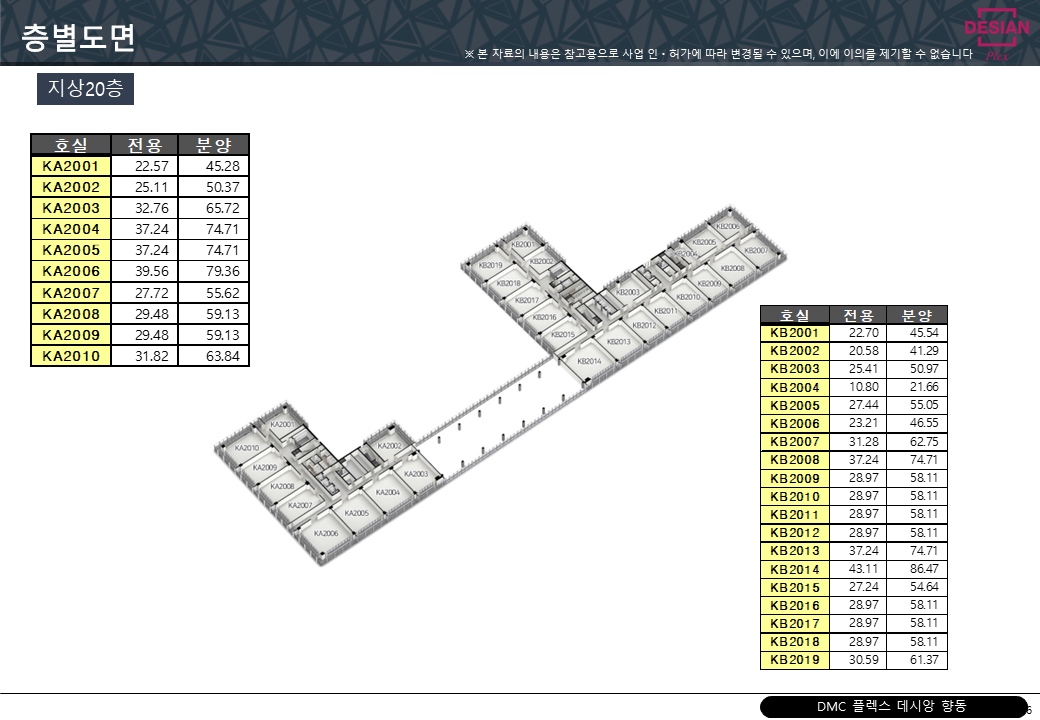 층별도면
※ 본 자료의 내용은 참고용으로 사업 인・허가에 따라 변경될 수 있으며, 이에 이의를 제기할 수 없습니다
DESIAN
Plex
지상20층
호실 전용 분양
KA2001 22.57 45.28
KA2002 25.11 50.37
KA2003 32.76 65.72
KA2004 37.24 74.71
KA2005 37.24 74.71
KA2006 39.56 79.36
KA2007 27.72 55.62
KA2008 29.48 59.13
KA2009 29.48 59.13
KA2010 31.82 63.84
KB2001
KB2002
KB2019
KB2018
KB2017
KB2016
KB2015
KB2014
KB2013
KB2012
KB2011
KB2010
KB2009
KB2008
KB2007
KB2006
KB2005
KB2004
KB2003
KA2001
KA2010
KA2009
KA2008
KA2007
KA2006
KA2005
KA2004
KA2003
KA2002
호실 전용 분양
KB2001 22.70 45.54
KB2002 20.58 41.29
KB2003 25.41 50.97
KB2004 10.80 21.66
KB2005 27.44 55.05
KB2006 23.21 46.55
KB2007 31.28 62.75
KB2008 37.24 74.71
KB2009 28.97 58.11
KB2010 28.97 58.11
KB2011 28.97 58.11
KB2012 28.97 58.11
KB2013 37.24 74.71
KB2014 43.11 86.47
KB2015 27.24 54.64
KB2016 28.97 58.11
KB2017 28.97 58.11
KB2018 28.97 58.11
KB2019 30.59 61.37
DMC 플렉스 데시앙 향동
6